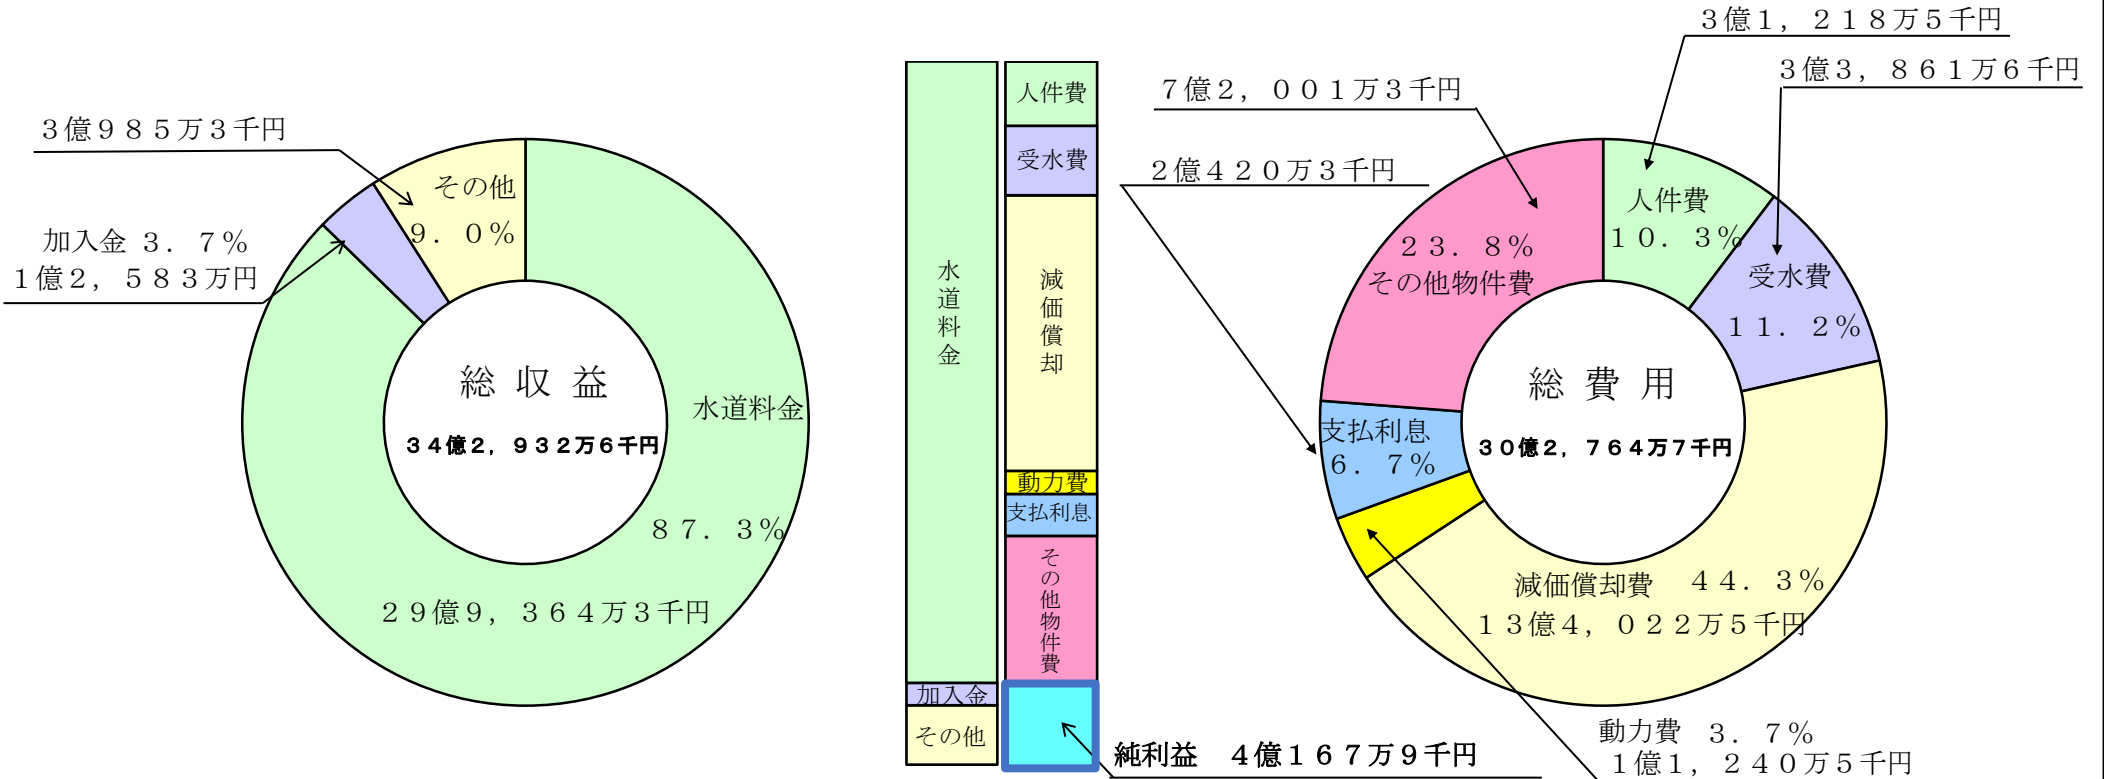 3億985万3千円
その他
9．0%
加入金 3．7%
1億2，583万円
総 収 益
34億2，932万6千円
水道料金
87．3%
29億9，364万3千円
水道料金
加入金
その他
人件費
受水費
減価償却
動力費
支払利息
その他物件費
純利益　4億167万9千円
3億1，218万5千円
3億3，861万6千円
7億2，001万3千円
2億420万3千円
人件費
10．3%
受水費
11．2%
23．8%
その他物件費
総 費 用
30億2，764万7千円
支払利息
6．7%
減価償却費　44．3%
13億4，022万5千円
動力費　3．7%
1億1，240万5千円